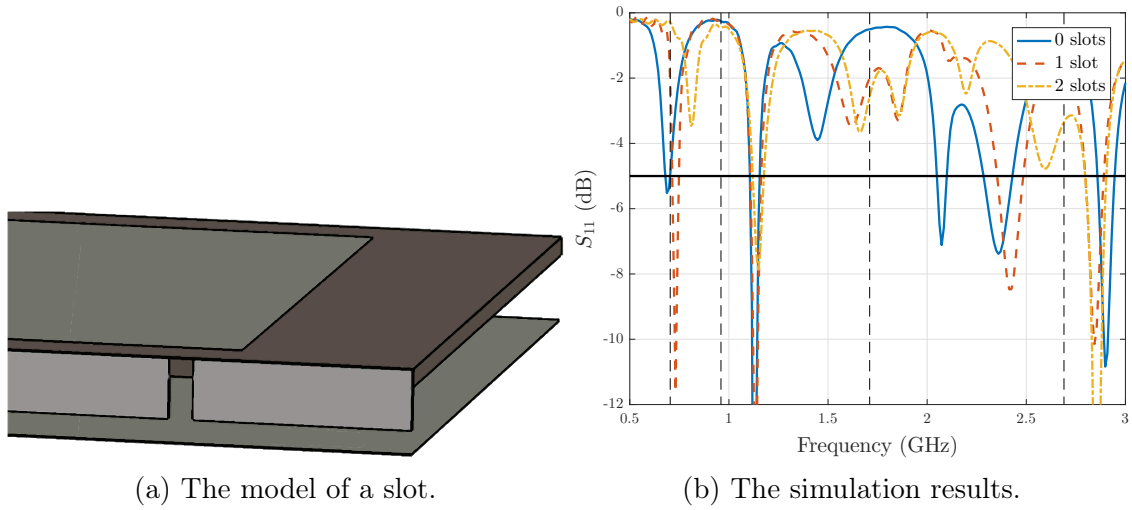 0
-2
-4
-6
-8
-10
-12
S₁₁ (dB)
0 slots
1 slot
2 slots
0.5
1
1.5
2
2.5
3
Frequency (GHz)
(a) The model of a slot.
(b) The simulation results.